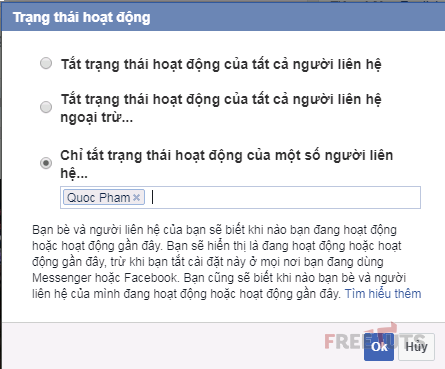 Trạng thái hoạt động
Tắt trạng thái hoạt động của tất cả người liên hệ
Tắt trạng thái hoạt động của tất cả người liên hệ
ngoại trừ...
Chỉ tắt trạng thái hoạt động của một số người liên
hệ...
Quoc Pham ×
Bạn bè và người liên hệ của bạn sẽ biết khi nào bạn đang hoạt động
hoặc hoạt động gần đây. Bạn sẽ hiển thị là đang hoạt động hoặc hoạt
động gần đây, trừ khi bạn tắt cài đặt này ở mọi nơi bạn đang dùng
Messenger hoặc Facebook. Bạn cũng sẽ biết khi nào bạn bè và người
liên hệ của mình đang hoạt động hoặc hoạt động gần đây. Tìm hiểu thêm
Ok Hủy